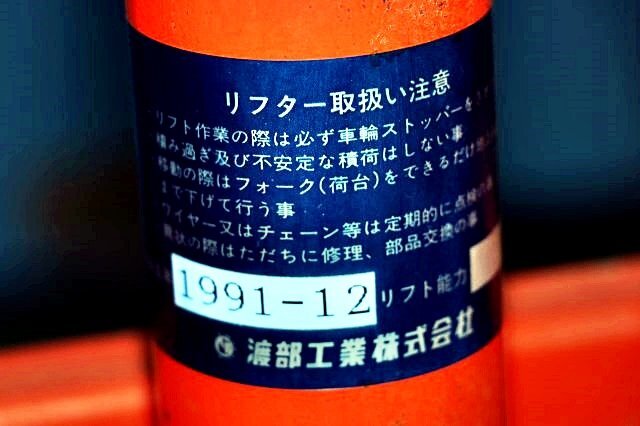 リフター取扱い注意
リフト作業の際は必ず車輪ストッパーを
積み過ぎ及び不安定な積荷はしない事
移動の際はフォーク(荷台)をできるだけ
まで下げて行う事
ワイヤー又はチェーン等は定期的に点検の事
異状の際はただちに修理、部品交換の事
1991-12 リフト能力
渡部工業株式会社